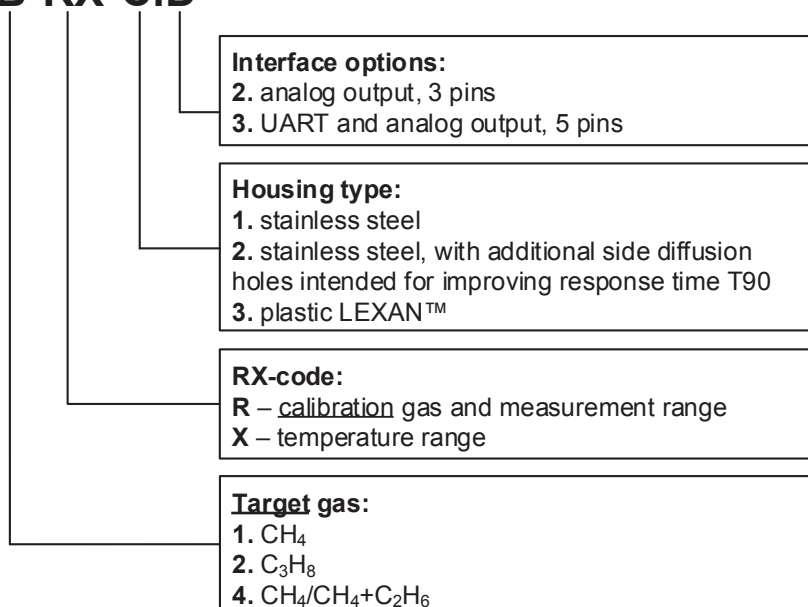 Interface options:
2. analog output, 3 pins
3. UART and analog output, 5 pins
Housing type:
1. stainless steel
2. stainless steel, with additional side diffusion
holes intended for improving response time T90
3. plastic LEXAN™
RX-code:
R – calibration gas and measurement range
X – temperature range
Target gas:
1. CH₄
2. C₃H₈
4. CH₄/CH₄+C₂H₆